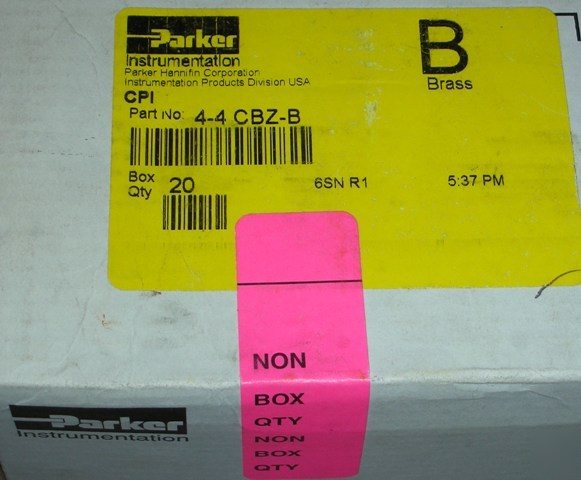 Parker
Instrumentation
Parker Hannifin Corporation
Instrumentation Products Division USA
B
Brass
CPI
Part No: 4-4 CBZ-B
Box Qty 20
6SN R1
5:37 PM
NON
BOX
QTY
NON
BOX
QTY
Parker
Instrumentation